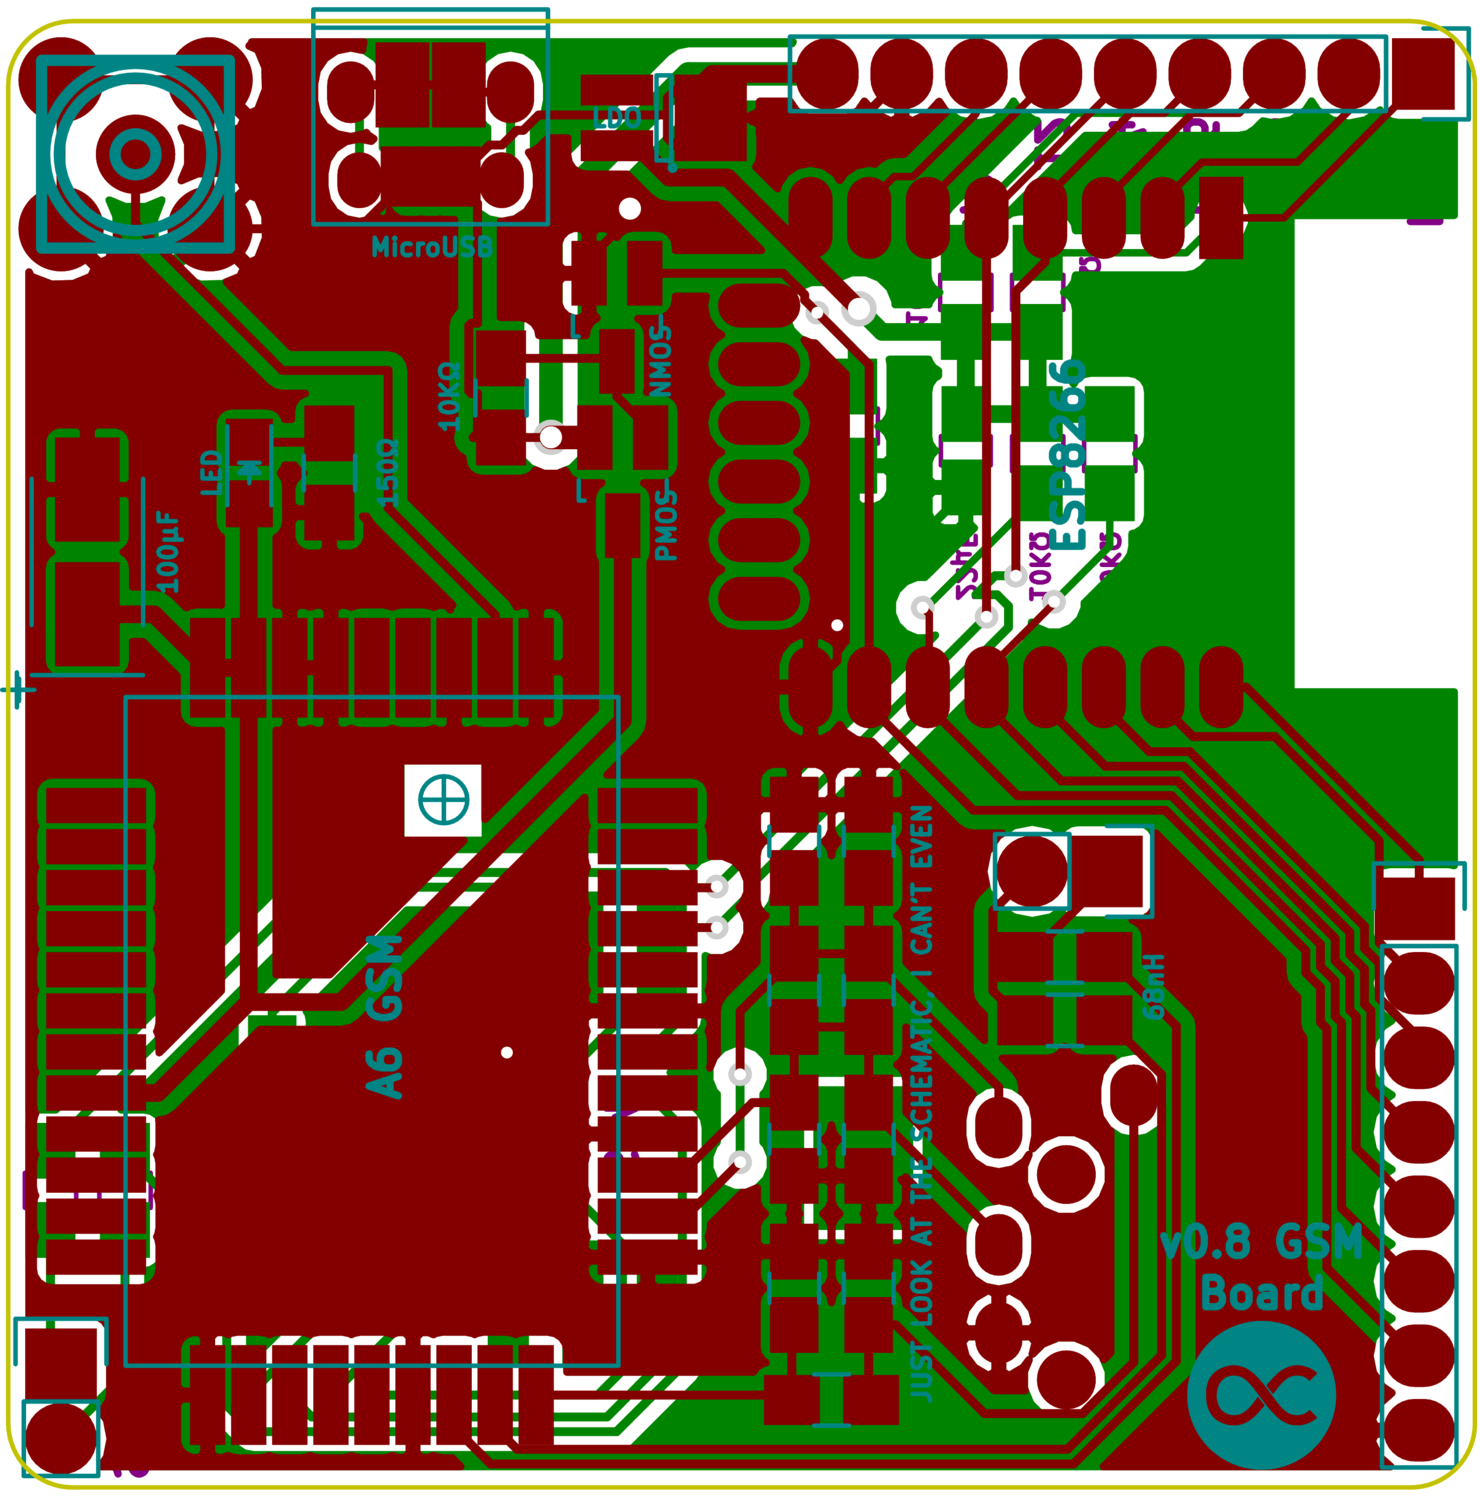 LDO
MicroUSB
10KΩ
NMOS
LED
150Ω
PMOS
100µF
ESP8266
10KΩ
+
A6 GSM
JUST LOOK AT THE SCHEMATIC, I CAN'T EVEN
68nH
v0.8 GSM
Board